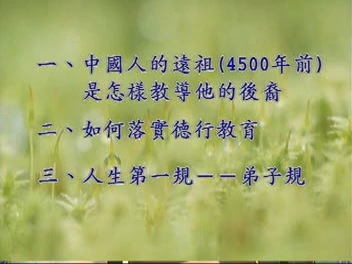 一、中國人的遠祖(4500年前)
是怎樣教導他的後裔
二、如何落實德行教育
三、人生第一規－－弟子規